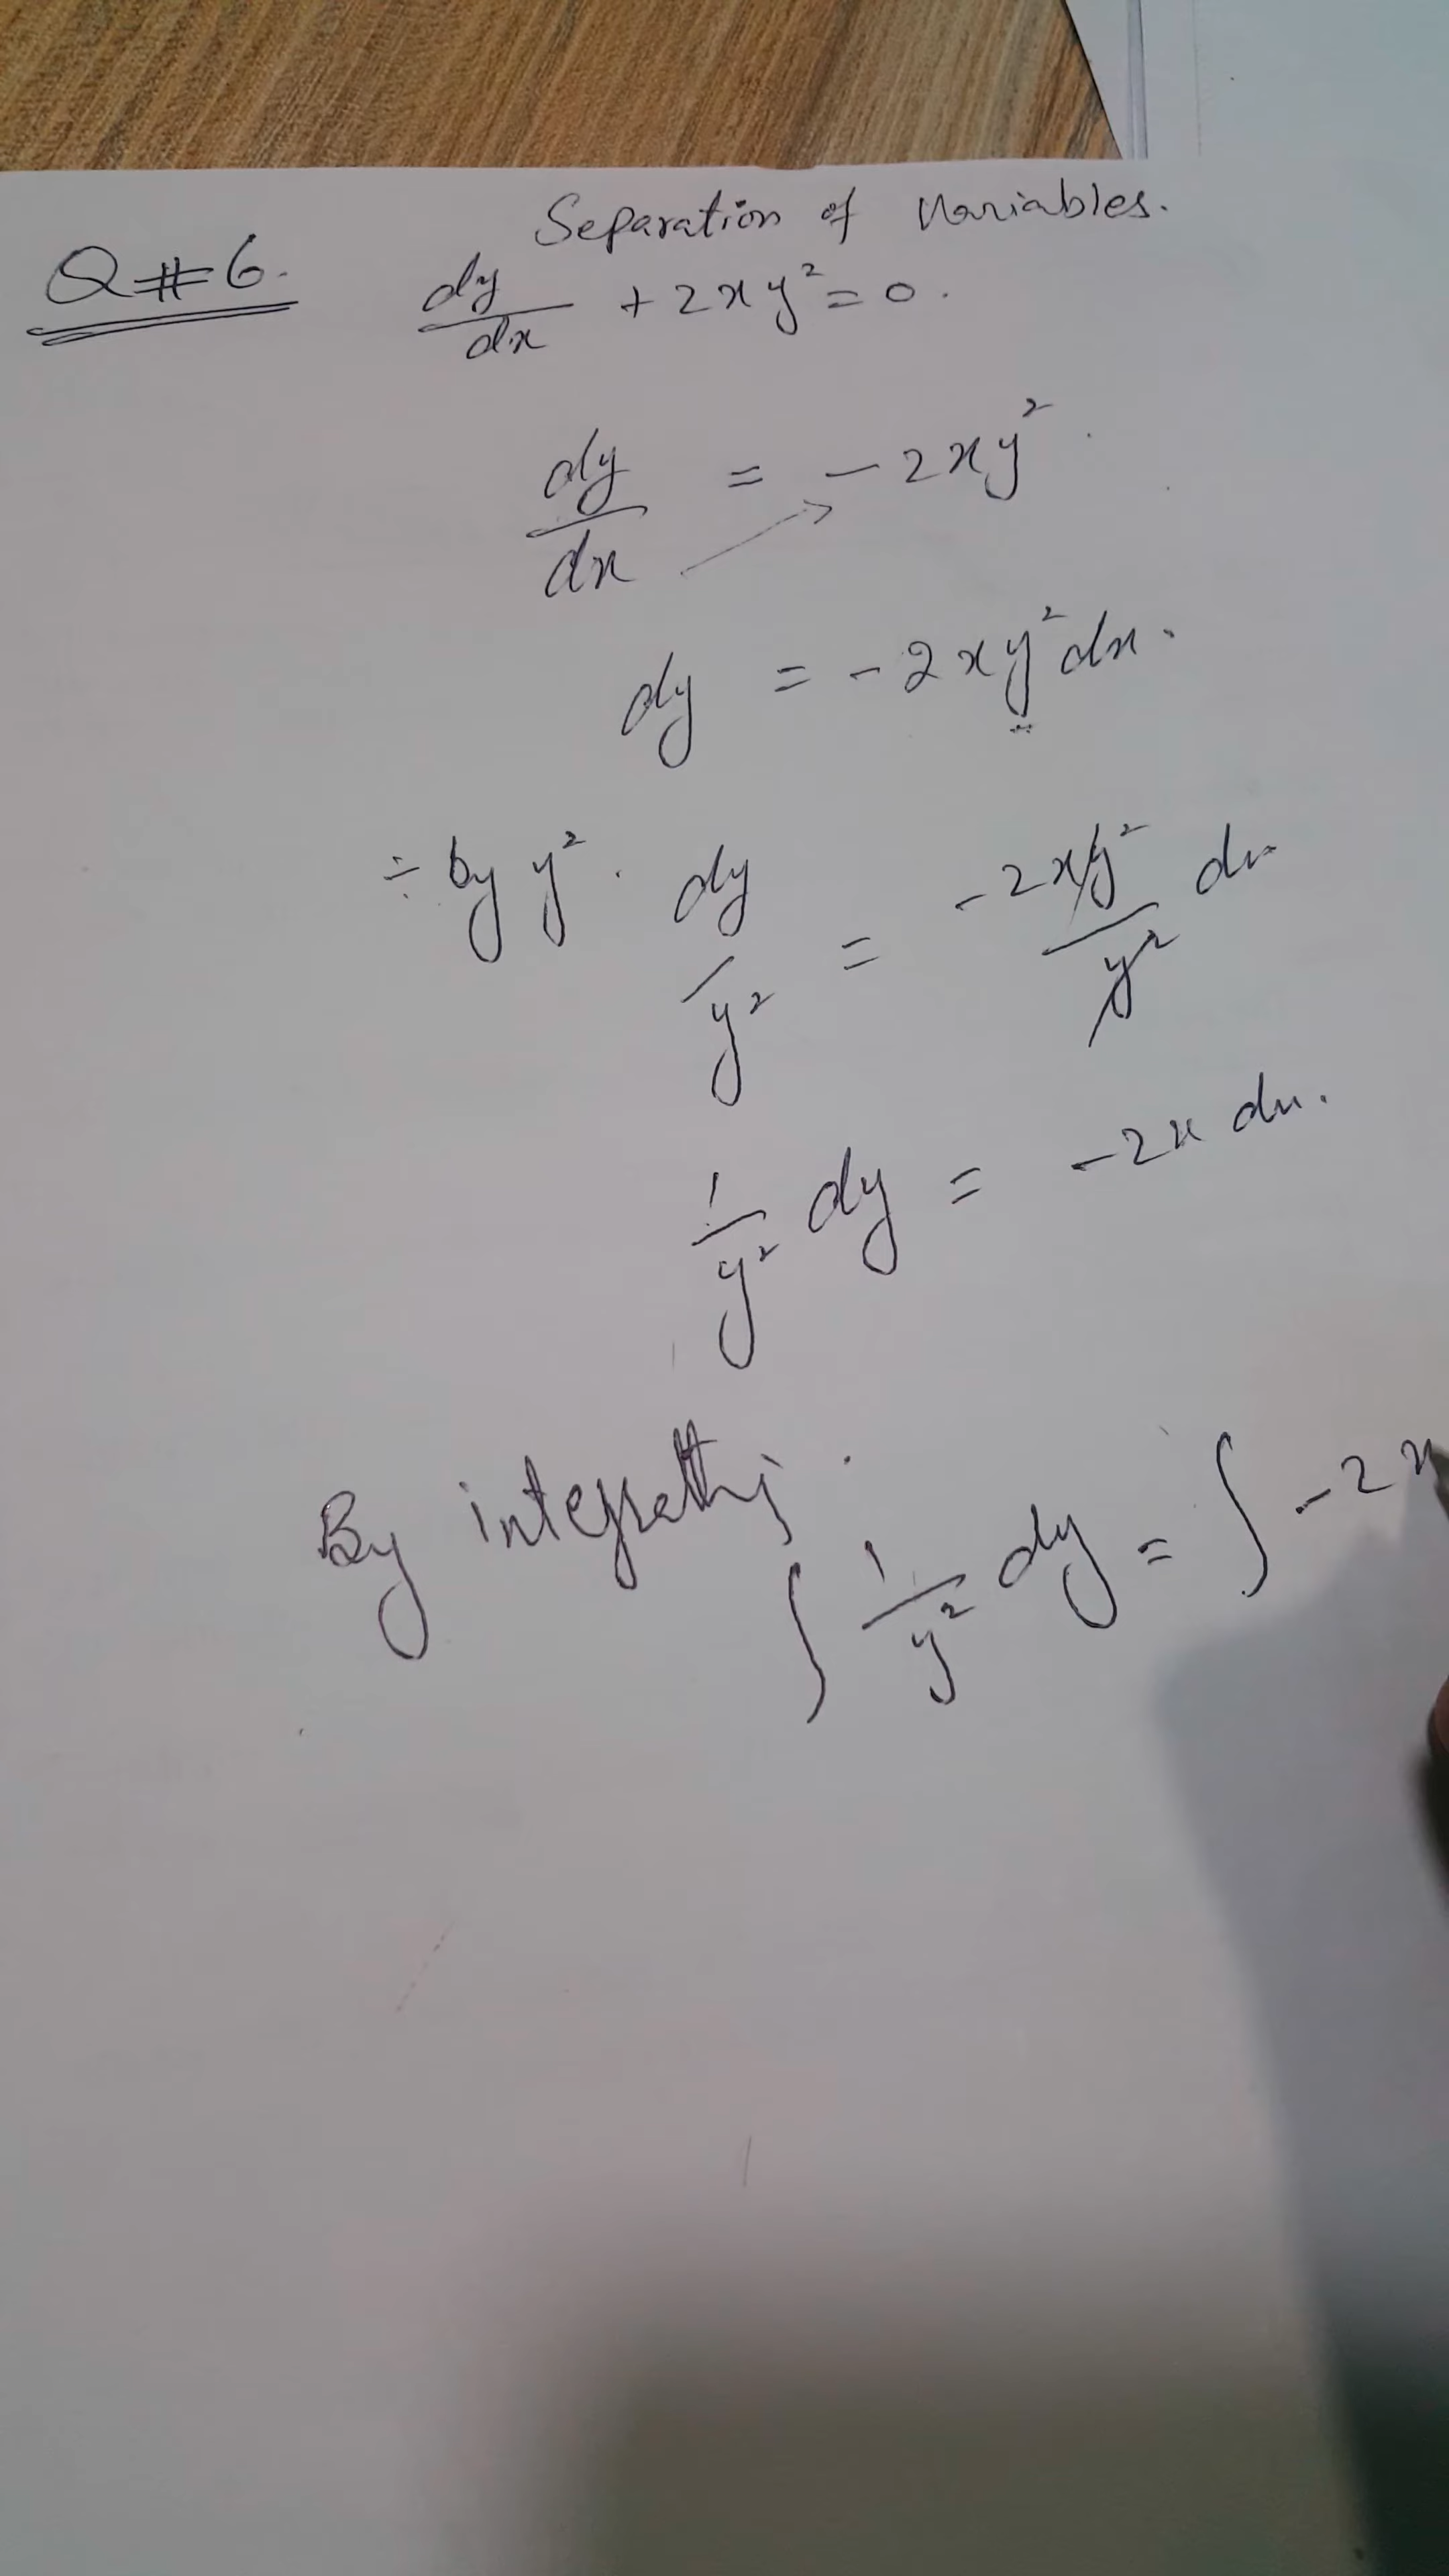 Separation of Variables.
Q#6. dy/dx + 2xy² = 0.
dy/dx = -2xy²
dy = -2xy² dx.
÷ by y². dy/y² = -2xy²/y² dx
1/y² dy = -2x dx.
By integrating.
∫ 1/y² dy = ∫ -2x